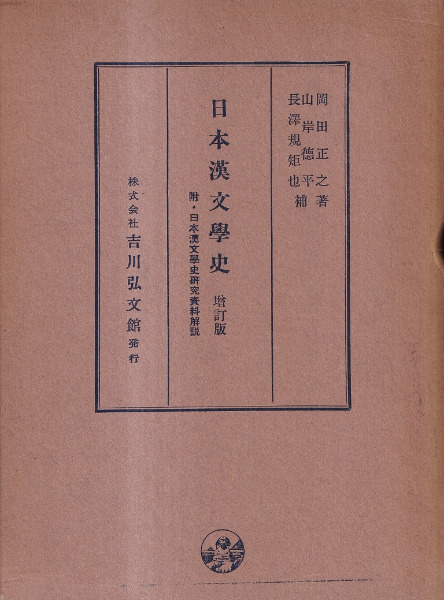 岡田正之著
山岸德平
長澤規矩也補
日本漢文學史 增訂版
附・日本漢文學史硏究資料解説
株式会社 吉川弘文館 発行